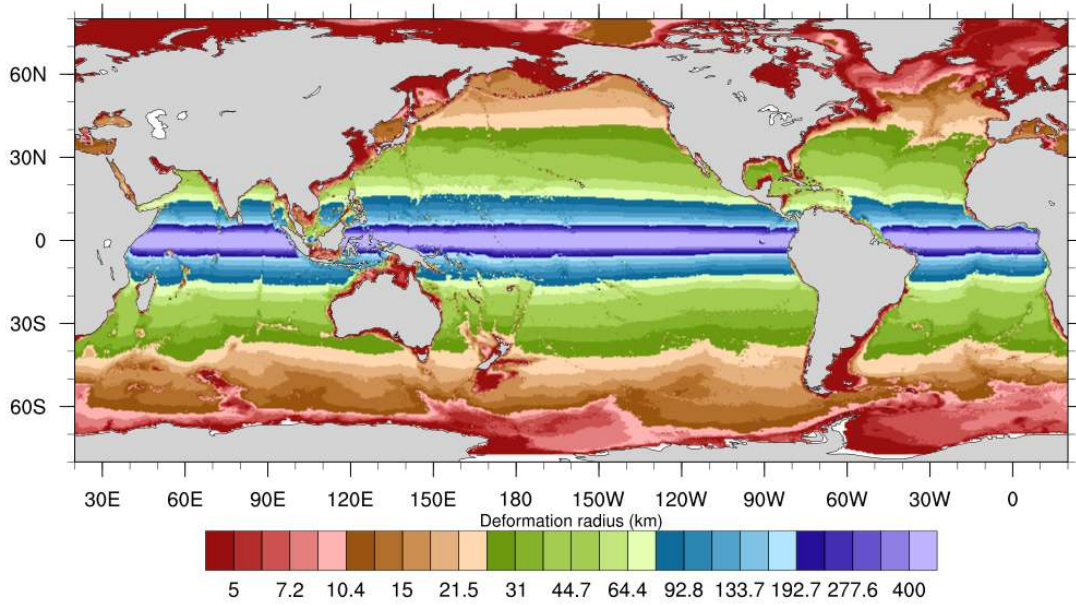 60N
30N
0
30S
60S
30E 60E 90E 120E 150E 180 150W 120W 90W 60W 30W 0
Deformation radius (km)
5 7.2 10.4 15 21.5 31 44.7 64.4 92.8 133.7 192.7 277.6 400